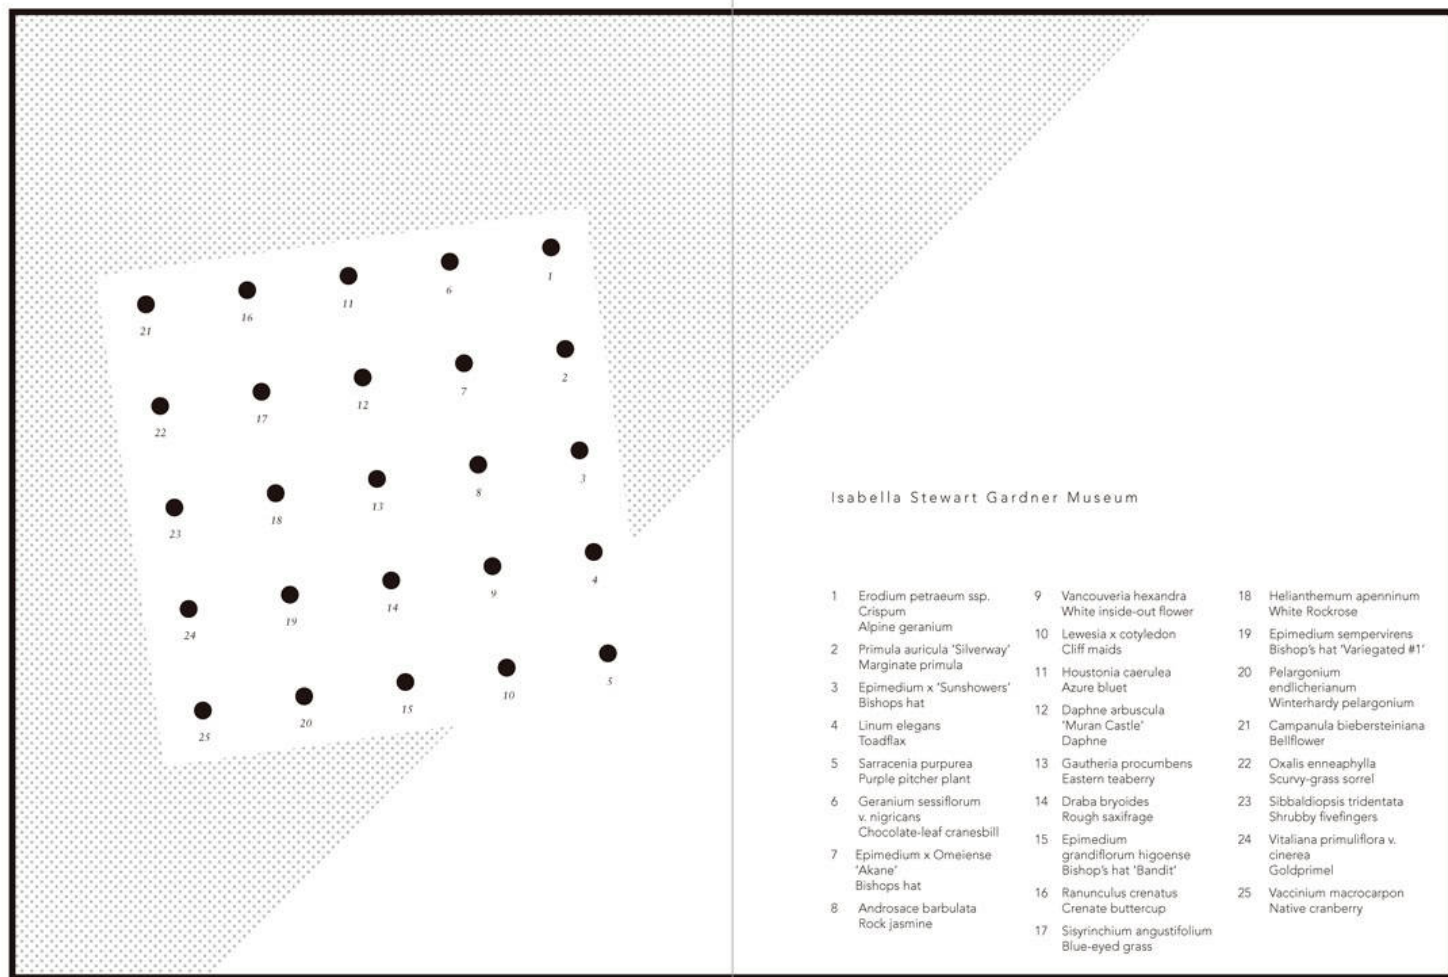 1
6
11
16
21
2
7
12
17
22
3
8
13
18
23
4
9
14
19
24
5
10
15
20
25
Isabella Stewart Gardner Museum
1 Erodium petraeum ssp.
Crispum
Alpine geranium
2 Primula auricula 'Silverway'
Marginate primula
3 Epimedium x 'Sunshowers'
Bishops hat
4 Linum elegans
Toadflax
5 Sarracenia purpurea
Purple pitcher plant
6 Geranium sessiflorum
v. nigricans
Chocolate-leaf cranesbill
7 Epimedium x Omeiense
'Akane'
Bishops hat
8 Androsace barbulata
Rock jasmine
9 Vancouveria hexandra
White inside-out flower
10 Lewesia x cotyledon
Cliff maids
11 Houstonia caerulea
Azure bluet
12 Daphne arbuscula
'Muran Castle'
Daphne
13 Gautheria procumbens
Eastern teaberry
14 Draba bryoides
Rough saxifrage
15 Epimedium
grandiflorum higoense
Bishop's hat 'Bandit'
16 Ranunculus crenatus
Crenate buttercup
17 Sisyrinchium angustifolium
Blue-eyed grass
18 Helianthemum apenninum
White Rockrose
19 Epimedium sempervirens
Bishop's hat 'Variegated #1'
20 Pelargonium
endlicherianum
Winterhardy pelargonium
21 Campanula biebersteiniana
Bellflower
22 Oxalis enneaphylla
Scurvy-grass sorrel
23 Sibbaldiopsis tridentata
Shrubby fivefingers
24 Vitaliana primuliflora v.
cinerea
Goldprimel
25 Vaccinium macrocarpon
Native cranberry